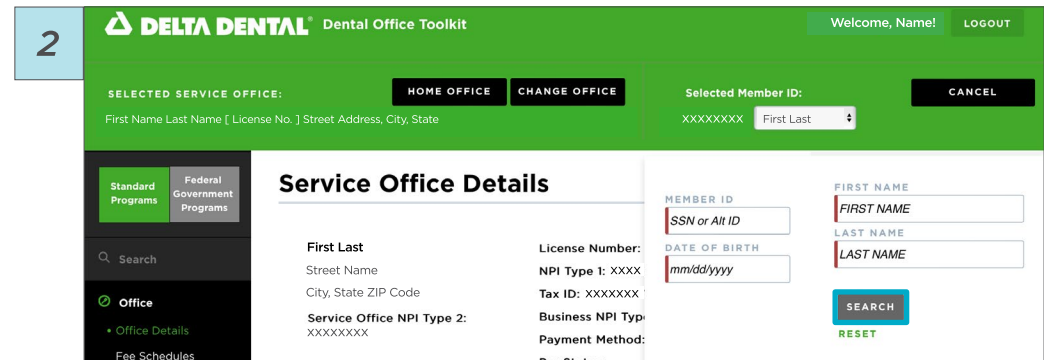 2
DELTA DENTAL® Dental Office Toolkit
Welcome, Name!
LOGOUT
SELECTED SERVICE OFFICE:
HOME OFFICE
CHANGE OFFICE
First Name Last Name [ License No. ] Street Address, City, State
Selected Member ID:
CANCEL
XXXXXXXX
First Last
Standard Programs
Federal Government Programs
Search
Office
• Office Details
Fee Schedules
Service Office Details
First Last
Street Name
City, State ZIP Code
Service Office NPI Type 2:
XXXXXXXX
License Number:
NPI Type 1: XXXX
Tax ID: XXXXXXX
Business NPI Typ
Payment Method:
MEMBER ID
SSN or Alt ID
DATE OF BIRTH
mm/dd/yyyy
FIRST NAME
FIRST NAME
LAST NAME
LAST NAME
SEARCH
RESET